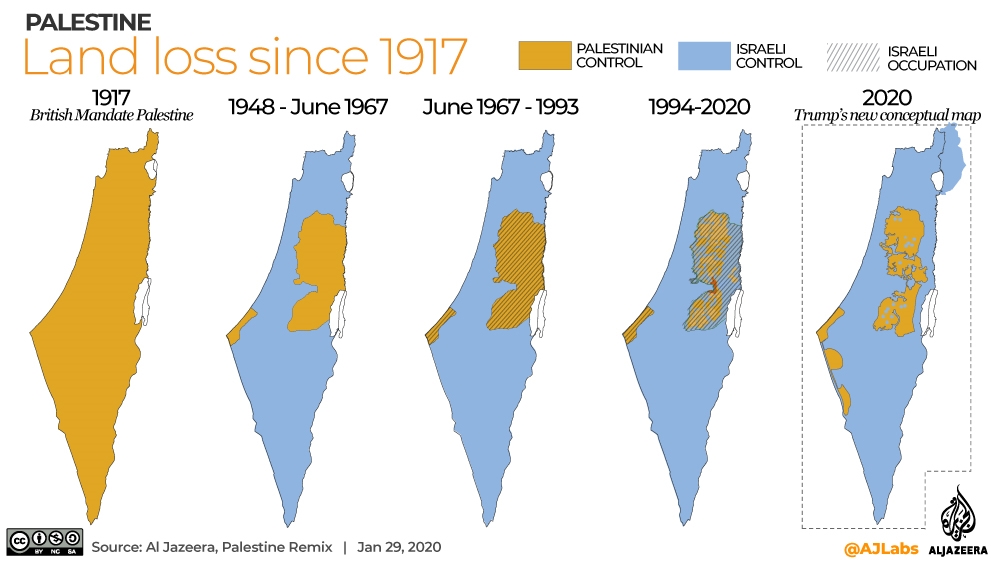 PALESTINE
Land loss since 1917
PALESTINIAN
CONTROL
ISRAELI
CONTROL
ISRAELI
OCCUPATION
1917
British Mandate Palestine
1948 - June 1967
June 1967 - 1993
1994-2020
2020
Trump's new conceptual map
cc
BY NC SA
Source: Al Jazeera, Palestine Remix | Jan 29, 2020
@AJLabs
ALJAZEERA